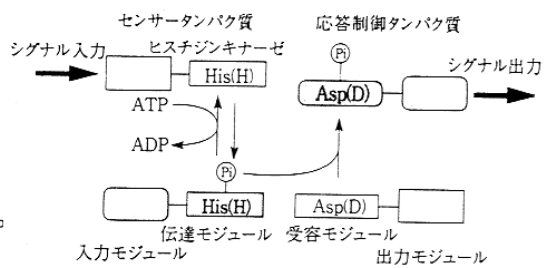 センサータンパク質
応答制御タンパク質
シグナル入力
ヒスチジンキナーゼ
Pi
シグナル出力
His(H)
Asp(D)
ATP
ADP
Pi
His(H)
Asp(D)
伝達モジュール
受容モジュール
入力モジュール
出力モジュール